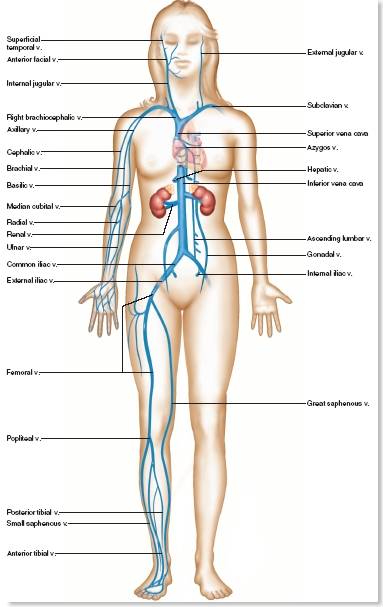 Superficial
temporal v.
Anterior facial v.
Internal jugular v.
Right brachiocephalic v.
Axillary v.
Cephalic v.
Brachial v.
Basilic v.
Median cubital v.
Radial v.
Renal v.
Ulnar v.
Common iliac v.
External iliac v.
Femoral v.
Popliteal v.
Posterior tibial v.
Small saphenous v.
Anterior tibial v.
External jugular v.
Subclavian v.
Superior vena cava
Azygos v.
Hepatic v.
Inferior vena cava
Ascending lumbar v.
Gonadal v.
Internal iliac v.
Great saphenous v.